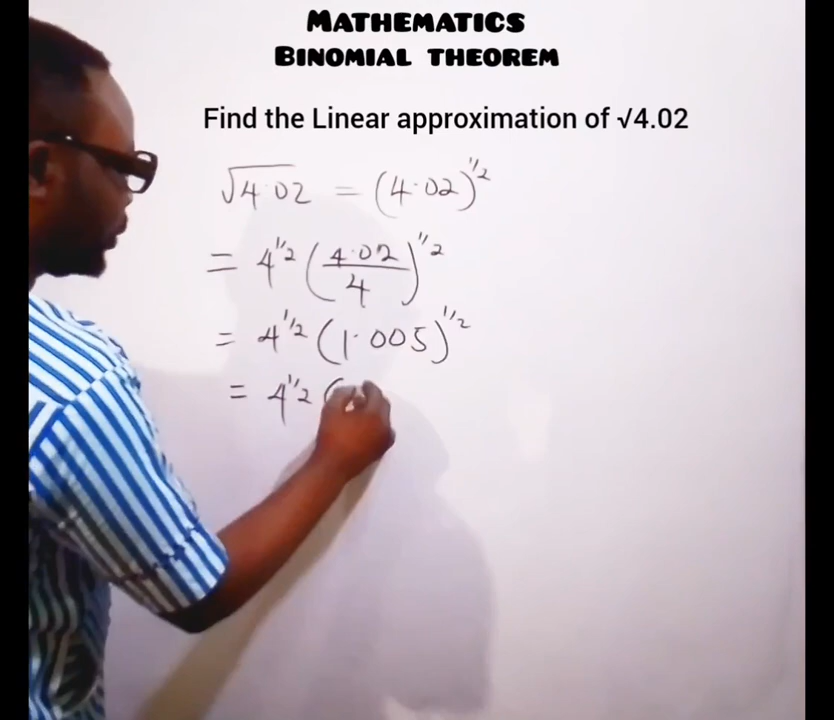 MATHEMATICS
BINOMIAL THEOREM
Find the Linear approximation of √4.02
√4·02 = (4·02)^1/2
= 4^1/2 (4·02/4)^1/2
= 4^1/2 (1·005)^1/2
= 4^1/2 (